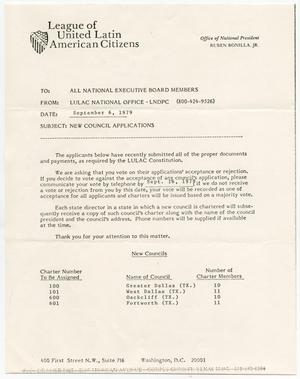 League of
United Latin
American Citizens
Office of National President
RUBEN BONILLA, JR.
TO: ALL NATIONAL EXECUTIVE BOARD MEMBERS
FROM: LULAC NATIONAL OFFICE - LNDPC (800-424-9326)
DATE: September 6, 1979
SUBJECT: NEW COUNCIL APPLICATIONS
The applicants below have recently submitted all of the proper documents
and payments, as required by the LULAC Constitution.
We are asking that you vote on their applications' acceptance or rejection.
If you decide to vote against the acceptance of any council's application, please
communicate your vote by telephone by Sept. 16, 1979 if we do not receive
a vote of rejection from you by this date, your vote will be recorded as one of
acceptance for all applicants and charters will be issued based on a majority vote.
Each state director in a state in which a new council is chartered will subse-
quently receive a copy of such council's charter along with the name of the council
president and the council's address. Phone numbers will be supplied if available
at the time.
Thank you for your attention to this matter.
New Councils
Charter Number To Be Assigned Name of Council Number of Charter Members
100 Greater Dallas (TX.) 10
101 West Dallas (TX.) 11
600 Oackcliff (TX.) 10
601 Fortworth (TX.) 11
400 First Street N.W., Suite 716 Washington, D.C. 20001